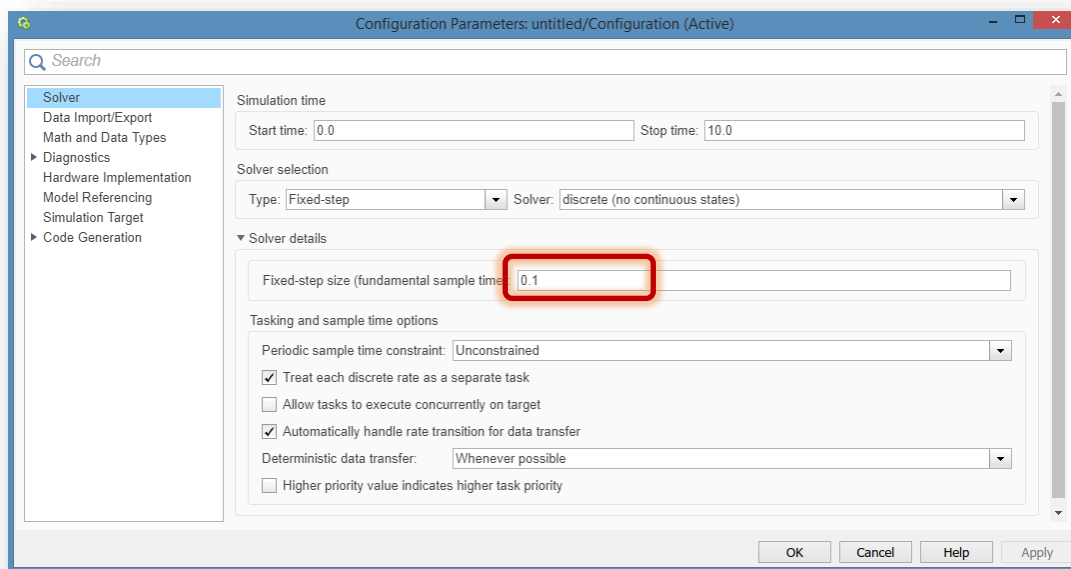 Configuration Parameters: untitled/Configuration (Active)
Search
Solver
Data Import/Export
Math and Data Types
Diagnostics
Hardware Implementation
Model Referencing
Simulation Target
Code Generation
Simulation time
Start time: 0.0 Stop time: 10.0
Solver selection
Type: Fixed-step Solver: discrete (no continuous states)
Solver details
Fixed-step size (fundamental sample time): 0.1
Tasking and sample time options
Periodic sample time constraint: Unconstrained
Treat each discrete rate as a separate task
Allow tasks to execute concurrently on target
Automatically handle rate transition for data transfer
Deterministic data transfer: Whenever possible
Higher priority value indicates higher task priority
OK Cancel Help Apply